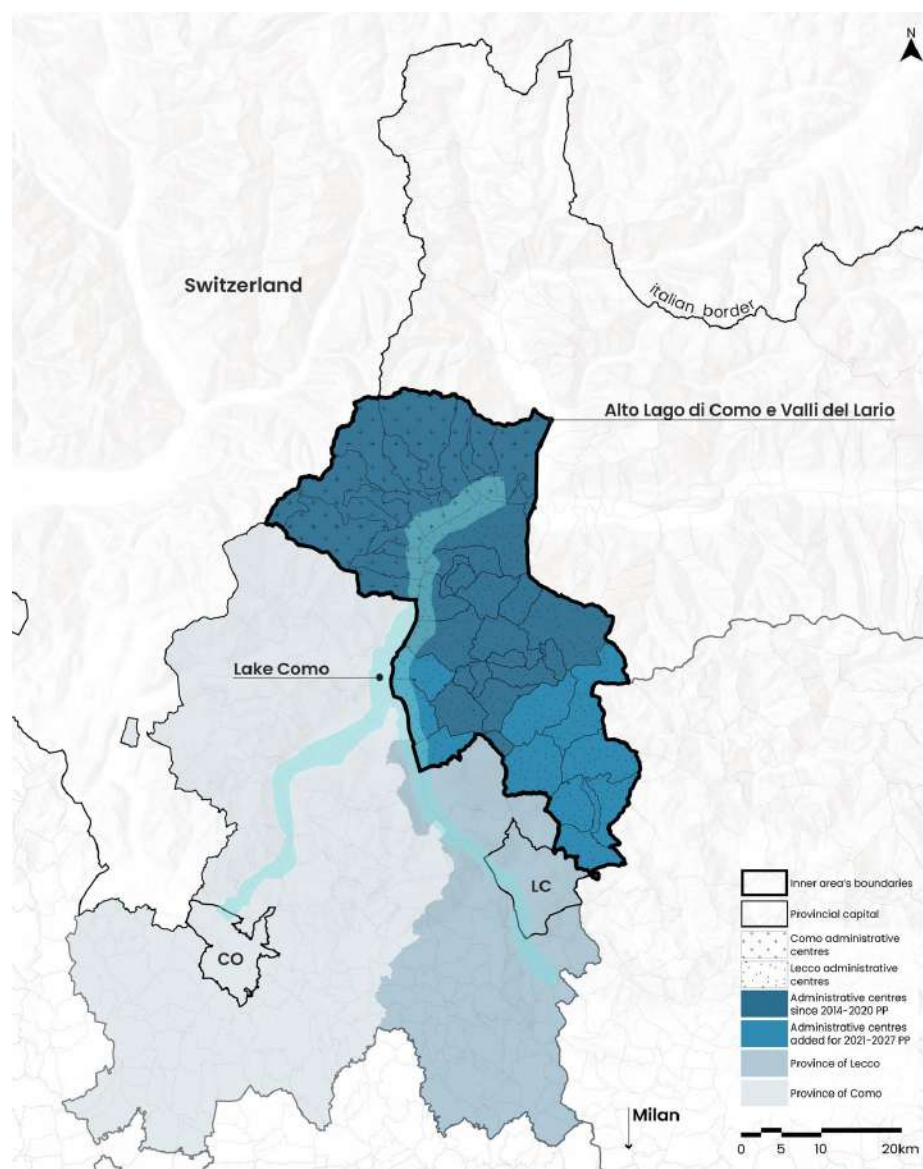 N
Switzerland
italian border
Alto Lago di Como e Valli del Lario
Lake Como
LC
CO
Inner area's boundaries
Provincial capital
Como administrative
centres
Lecco administrative
centres
Administrative centres
since 2014-2020 PP
Administrative centres
added for 2021-2027 PP
Province of Lecco
Province of Como
Milan
0 5 10 20km